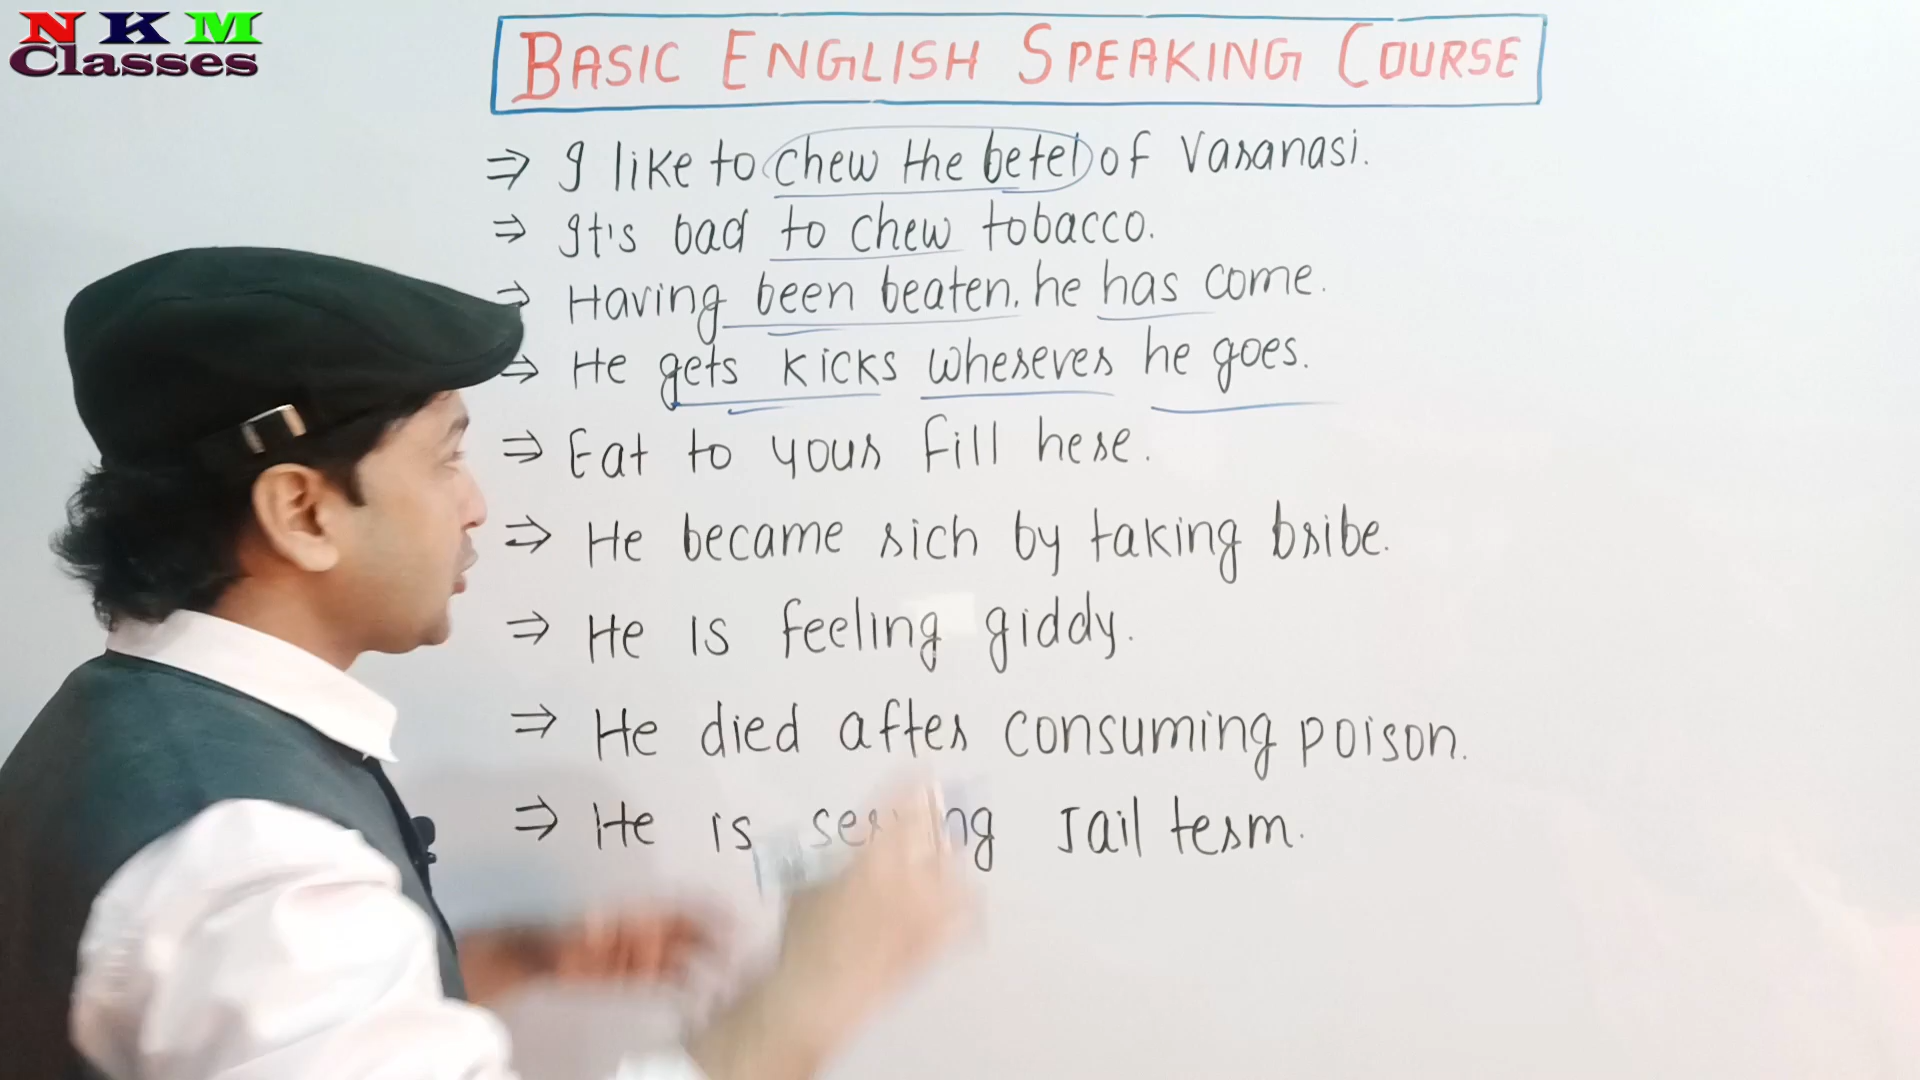 NKM
Classes
BASIC ENGLISH SPEAKING COURSE
⇒ I like to chew the betel of Varanasi.
⇒ It's bad to chew tobacco.
⇒ Having been beaten, he has come.
⇒ He gets kicks wherever he goes.
⇒ Eat to your fill here.
⇒ He became rich by taking bribe.
⇒ He is feeling giddy.
⇒ He died after consuming poison.
⇒ He is serving Jail term.